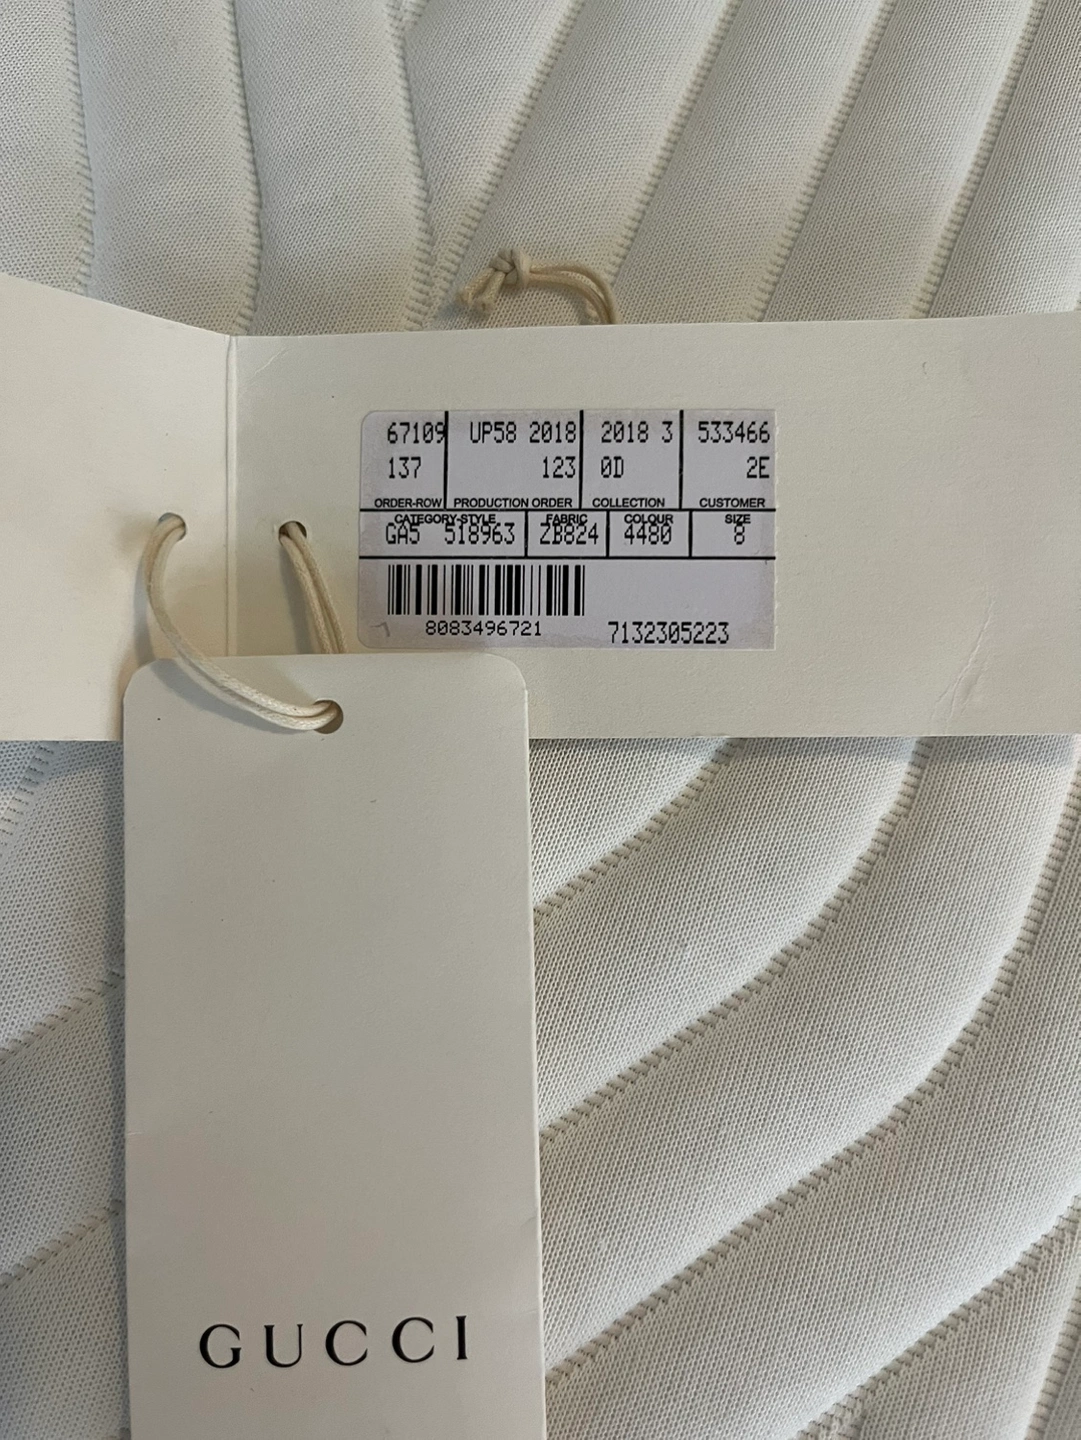 67109 UP58 2018 2018 3 533466
137 123 0D 2E
ORDER-ROW PRODUCTION ORDER COLLECTION CUSTOMER
CATEGORY-STYLE FABRIC COLOUR SIZE
GA5 518963 ZB824 4480 8
8083496721 7132305223
GUCCI